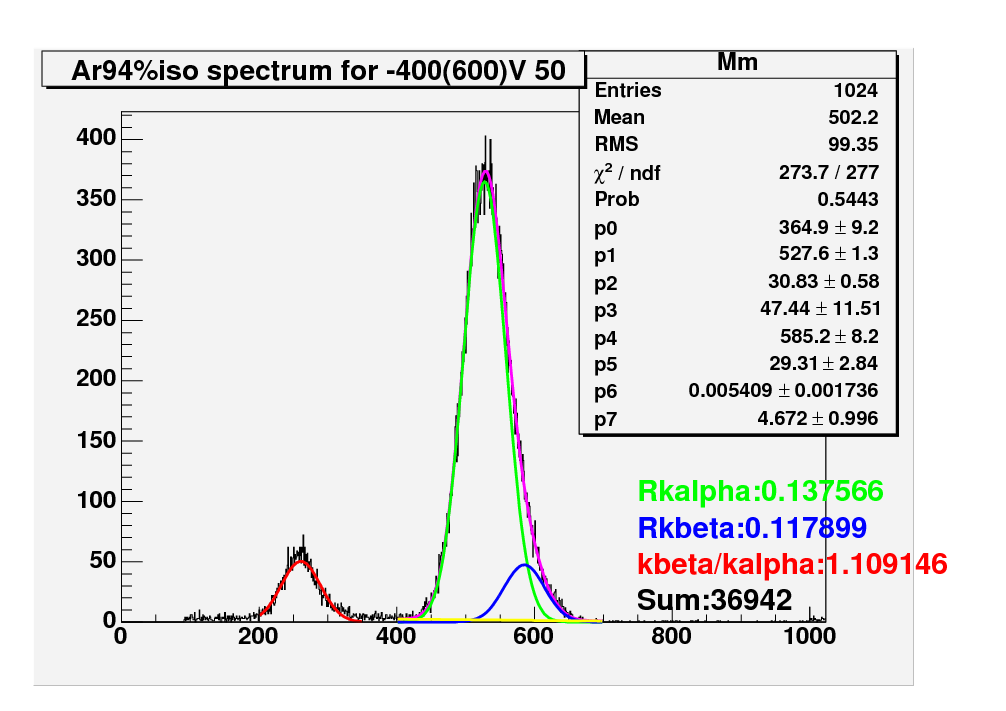 Ar94%iso spectrum for -400(600)V 50
Mm
Entries 1024
Mean 502.2
RMS 99.35
χ² / ndf 273.7 / 277
Prob 0.5443
p0 364.9 ± 9.2
p1 527.6 ± 1.3
p2 30.83 ± 0.58
p3 47.44 ± 11.51
p4 585.2 ± 8.2
p5 29.31 ± 2.84
p6 0.005409 ± 0.001736
p7 4.672 ± 0.996
400
350
300
250
200
150
100
50
0
Rkalpha:0.137566
Rkbeta:0.117899
kbeta/kalpha:1.109146
Sum:36942
0 200 400 600 800 1000